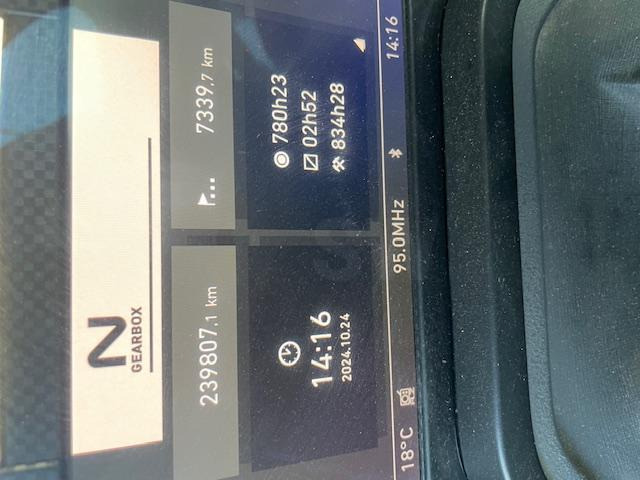 N
GEARBOX
239807.1 km
7339.7 km
14:16
2024.10.24
780h23
02h52
834h28
18°C
95.0MHz
14:16